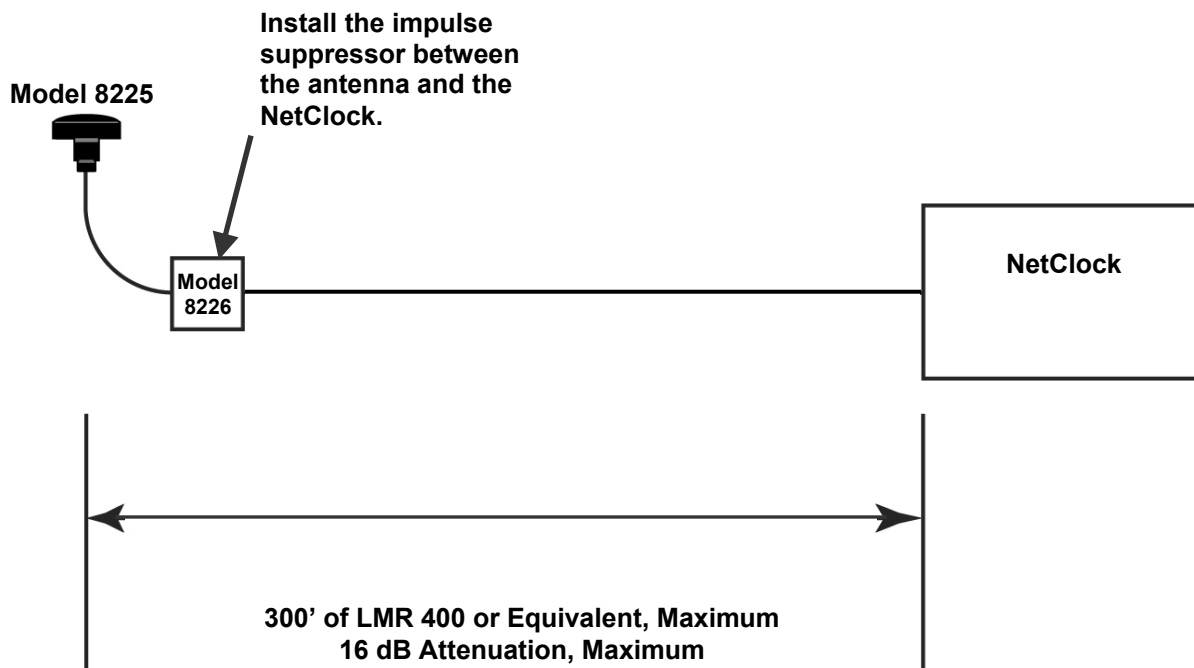 Install the impulse
suppressor between
the antenna and the
NetClock.
Model 8225
Model
8226
NetClock
300’ of LMR 400 or Equivalent, Maximum
16 dB Attenuation, Maximum